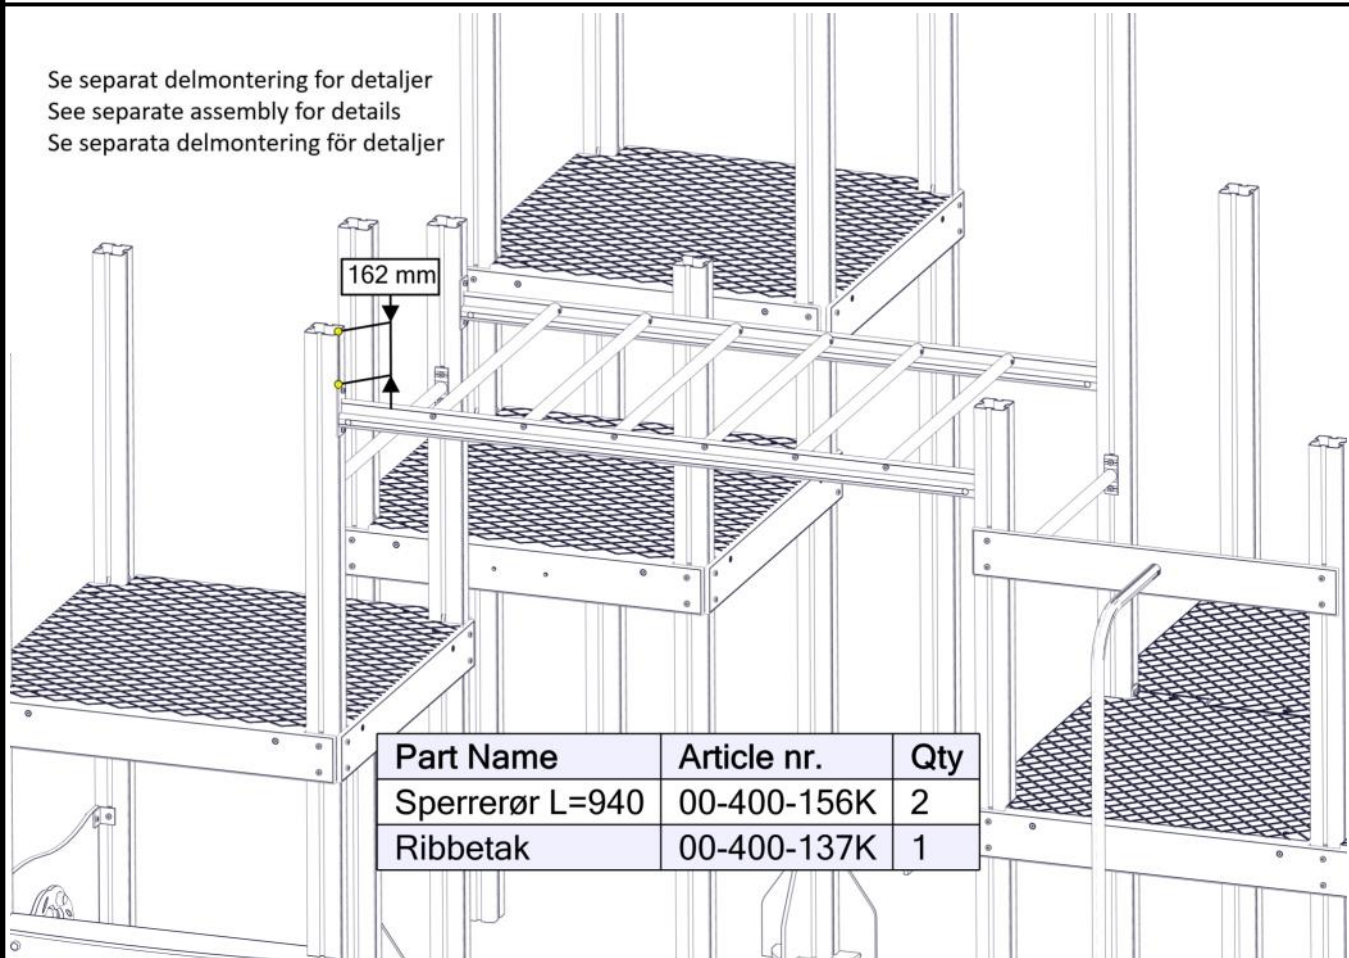 Se separat delmontering for detaljer
See separate assembly for details
Se separata delmontering för detaljer
162 mm
Part Name Article nr. Qty
Sperrerør L=940 00-400-156K 2
Ribbetak 00-400-137K 1